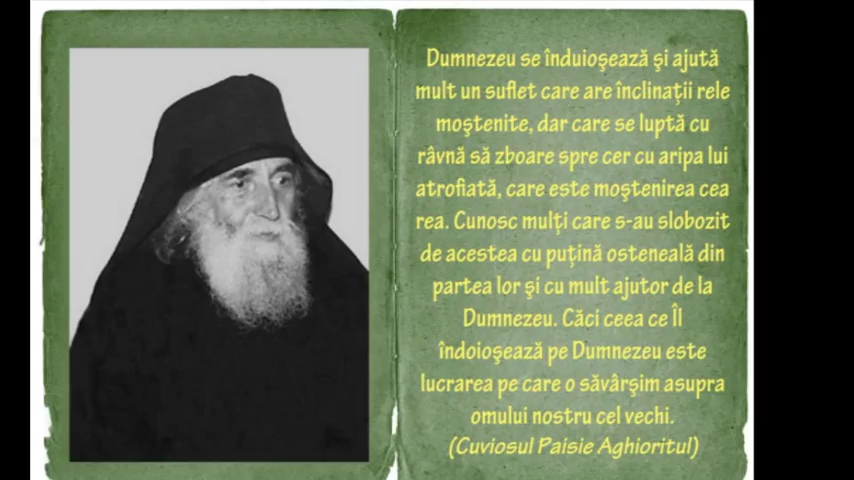 Dumnezeu se înduioşează şi ajută
mult un suflet care are înclinaţii rele
moştenite, dar care se luptă cu
râvnă să zboare spre cer cu aripa lui
atrofiată, care este moştenirea cea
rea. Cunosc mulţi care s-au slobozit
de acestea cu puţină osteneală din
partea lor şi cu mult ajutor de la
Dumnezeu. Căci ceea ce Îl
îndoioşează pe Dumnezeu este
lucrarea pe care o săvârşim asupra
omului nostru cel vechi.
(Cuviosul Paisie Aghioritul)